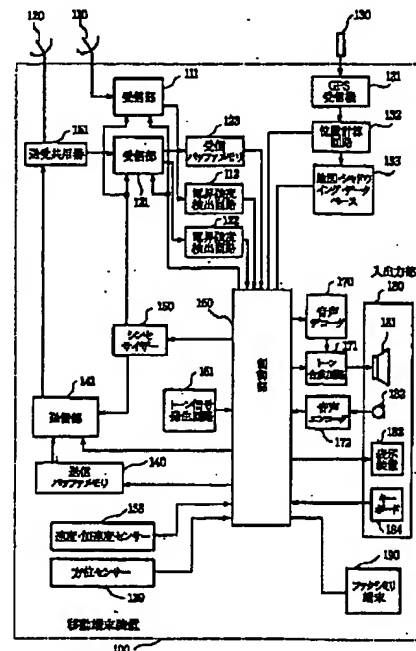 120
110
130
111
受信部
131
GPS
受信機
123
受信
バッファメモリ
132
位置計算
回路
151
送受共用器
受信部
121
112
電界強度
検出回路
133
地図・シャドウ
イング・データ
ベース
122
電界強度
検出回路
入出力部
180
150
シンセ
サイザー
160
170
音声
デコーダ
181
161
トーン信号
発生回路
171
トーン
141
送信部
音声
エンコーダ
182
172
183
表示
装置
140
送信
バッファメモリ
キー
ボード
184
158
速度・加速度センサー
方位センサー
159
190
ファクシミリ
端末
移動端末装置
100